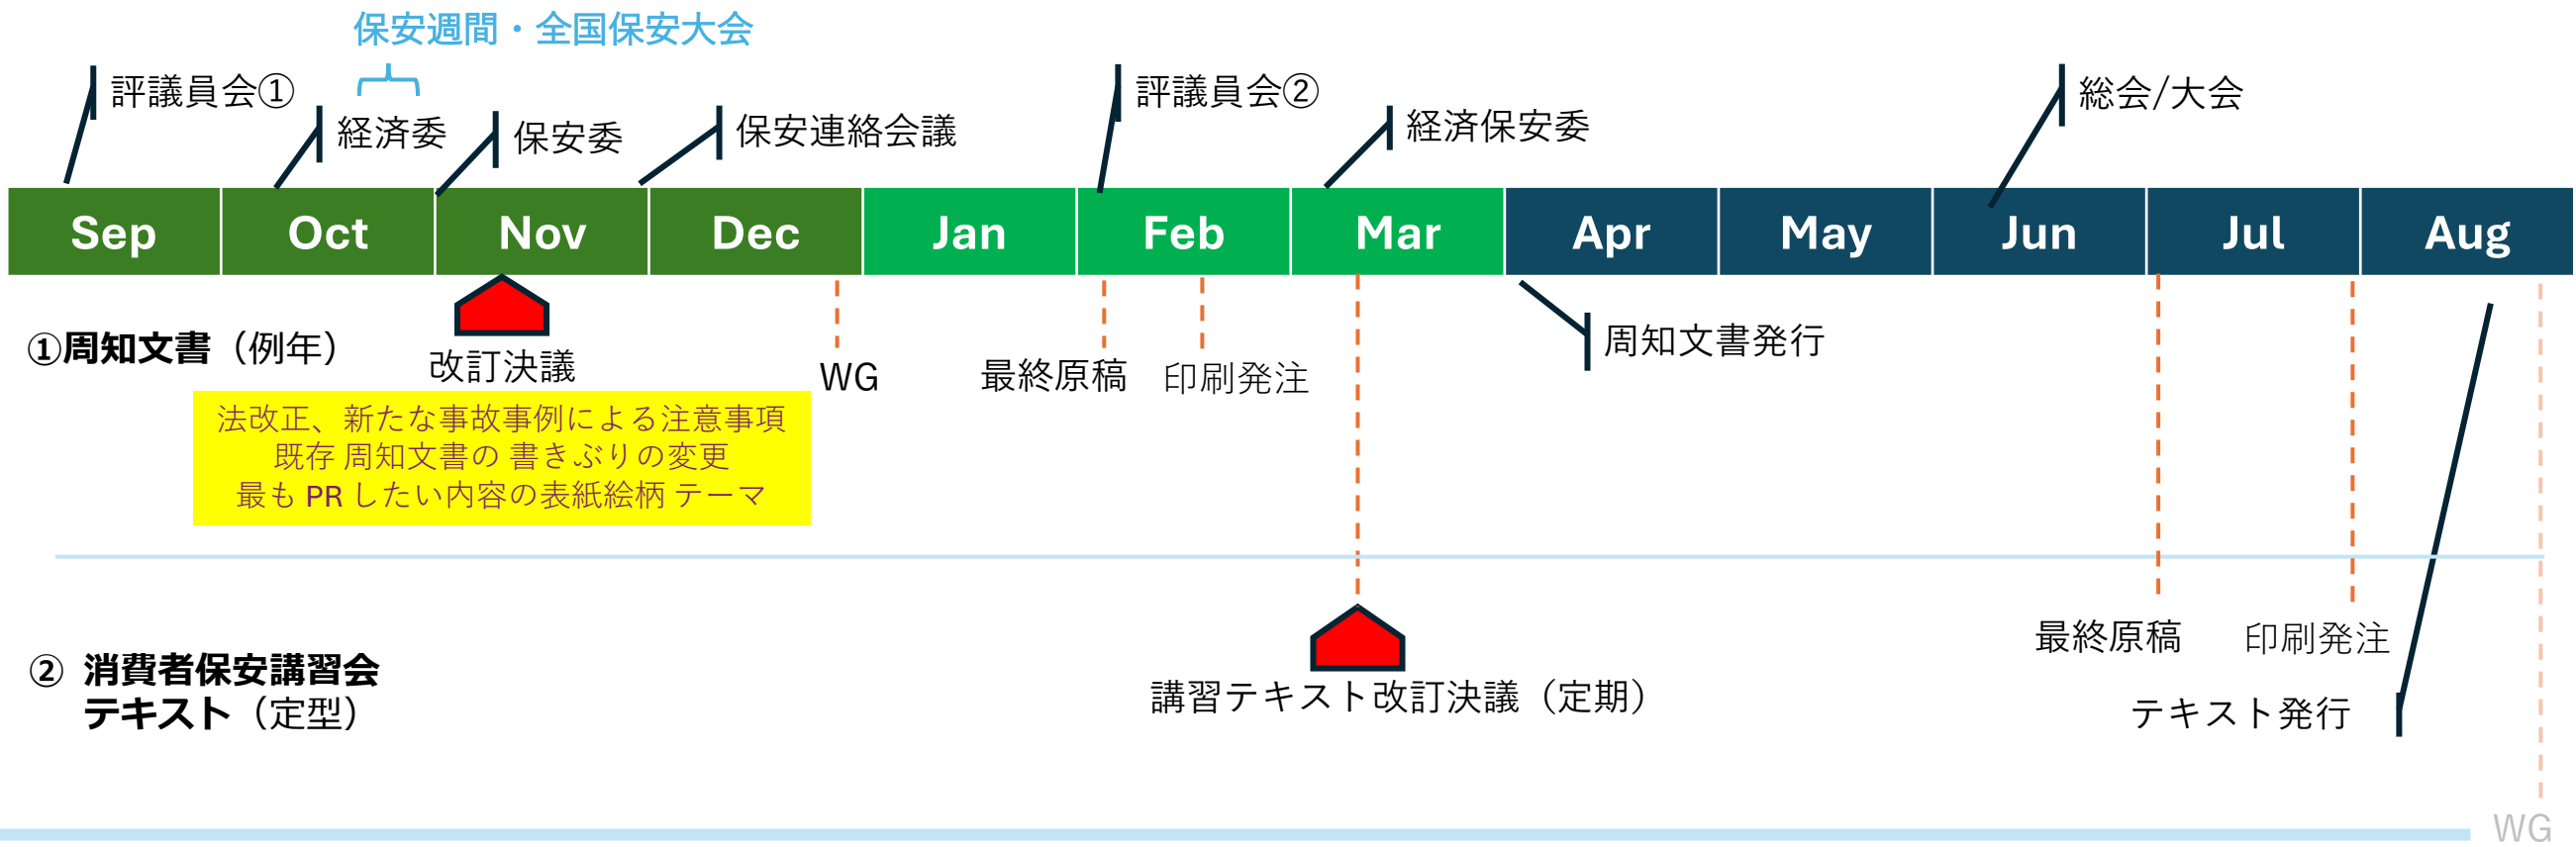 保安週間・全国保安大会
評議員会①
経済委
保安委
保安連絡会議
評議員会②
経済保安委
総会/大会
Sep Oct Nov Dec Jan Feb Mar Apr May Jun Jul Aug
①周知文書（例年）
改訂決議
WG
最終原稿
印刷発注
周知文書発行
法改正、新たな事故事例による注意事項
既存 周知文書の 書きぶりの変更
最も PR したい内容の表紙絵柄 テーマ
② 消費者保安講習会
テキスト（定型）
講習テキスト改訂決議（定期）
最終原稿
印刷発注
テキスト発行
WG